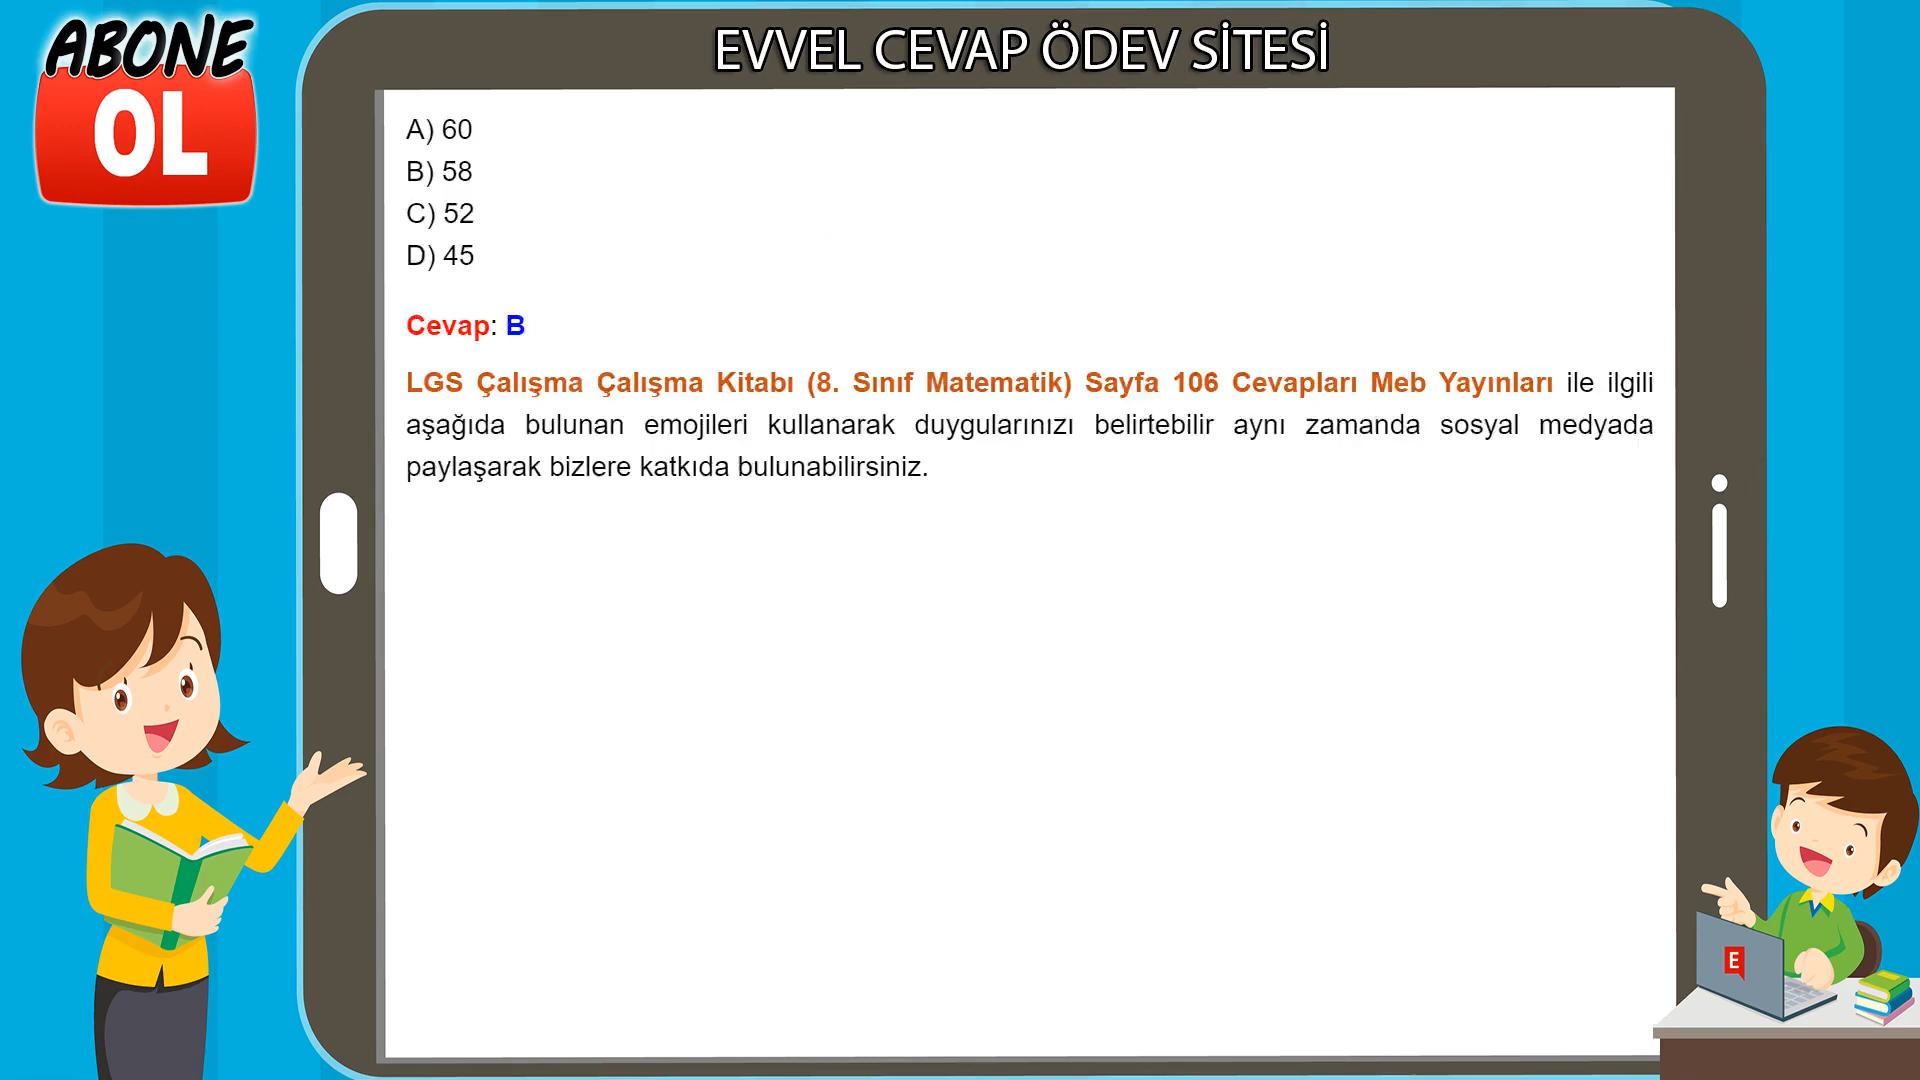 ABONE
OL
EVVEL CEVAP ÖDEV SİTESİ
A) 60
B) 58
C) 52
D) 45
Cevap: B
LGS Çalışma Çalışma Kitabı (8. Sınıf Matematik) Sayfa 106 Cevapları Meb Yayınları ile ilgili
aşağıda bulunan emojileri kullanarak duygularınızı belirtebilir aynı zamanda sosyal medyada
paylaşarak bizlere katkıda bulunabilirsiniz.
E